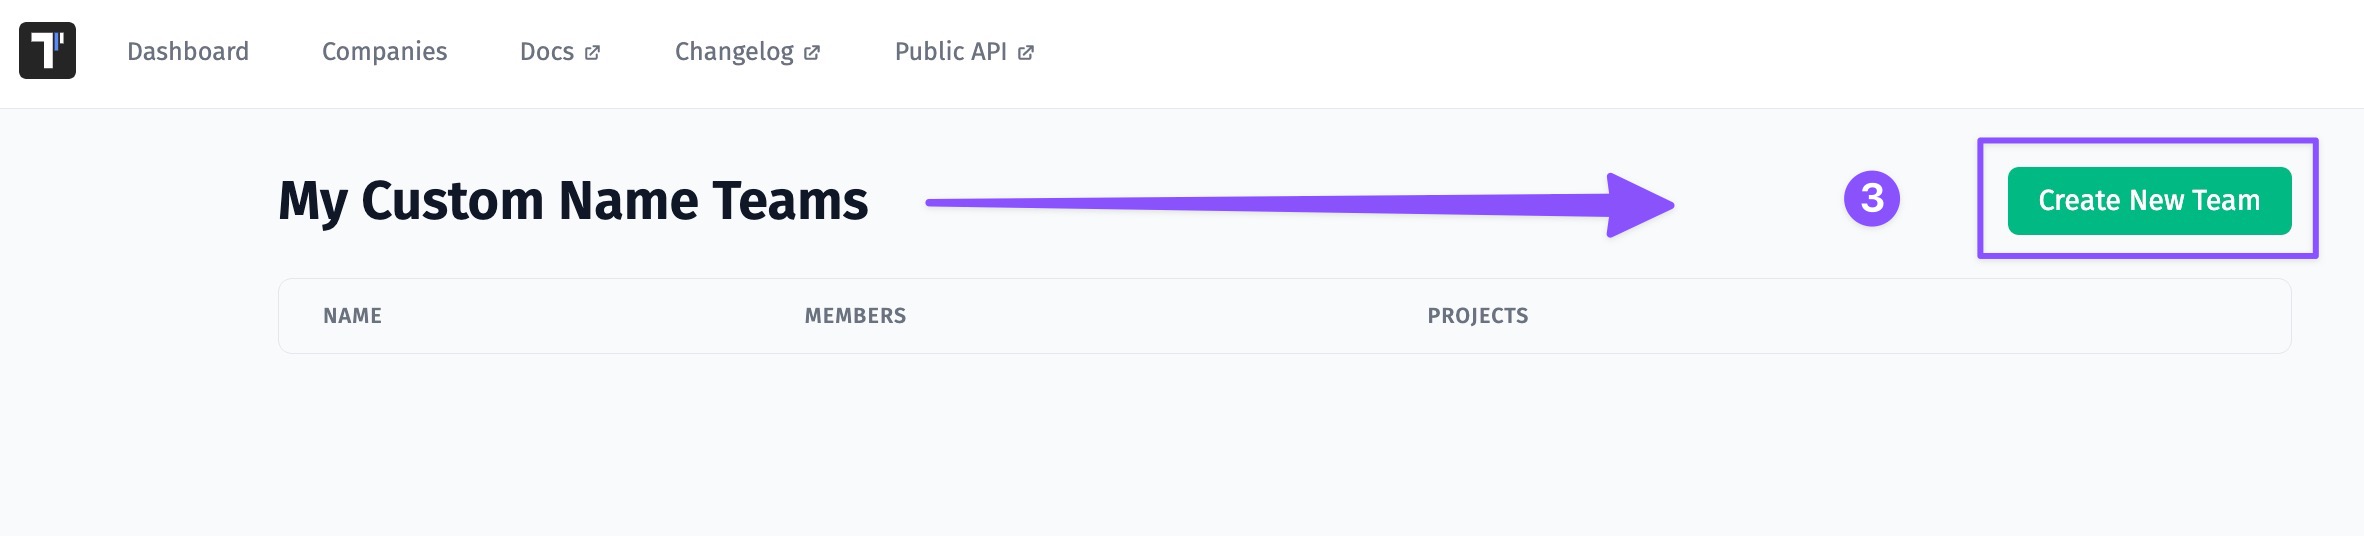 Dashboard Companies Docs Changelog Public API
My Custom Name Teams 3 Create New Team
NAME MEMBERS PROJECTS